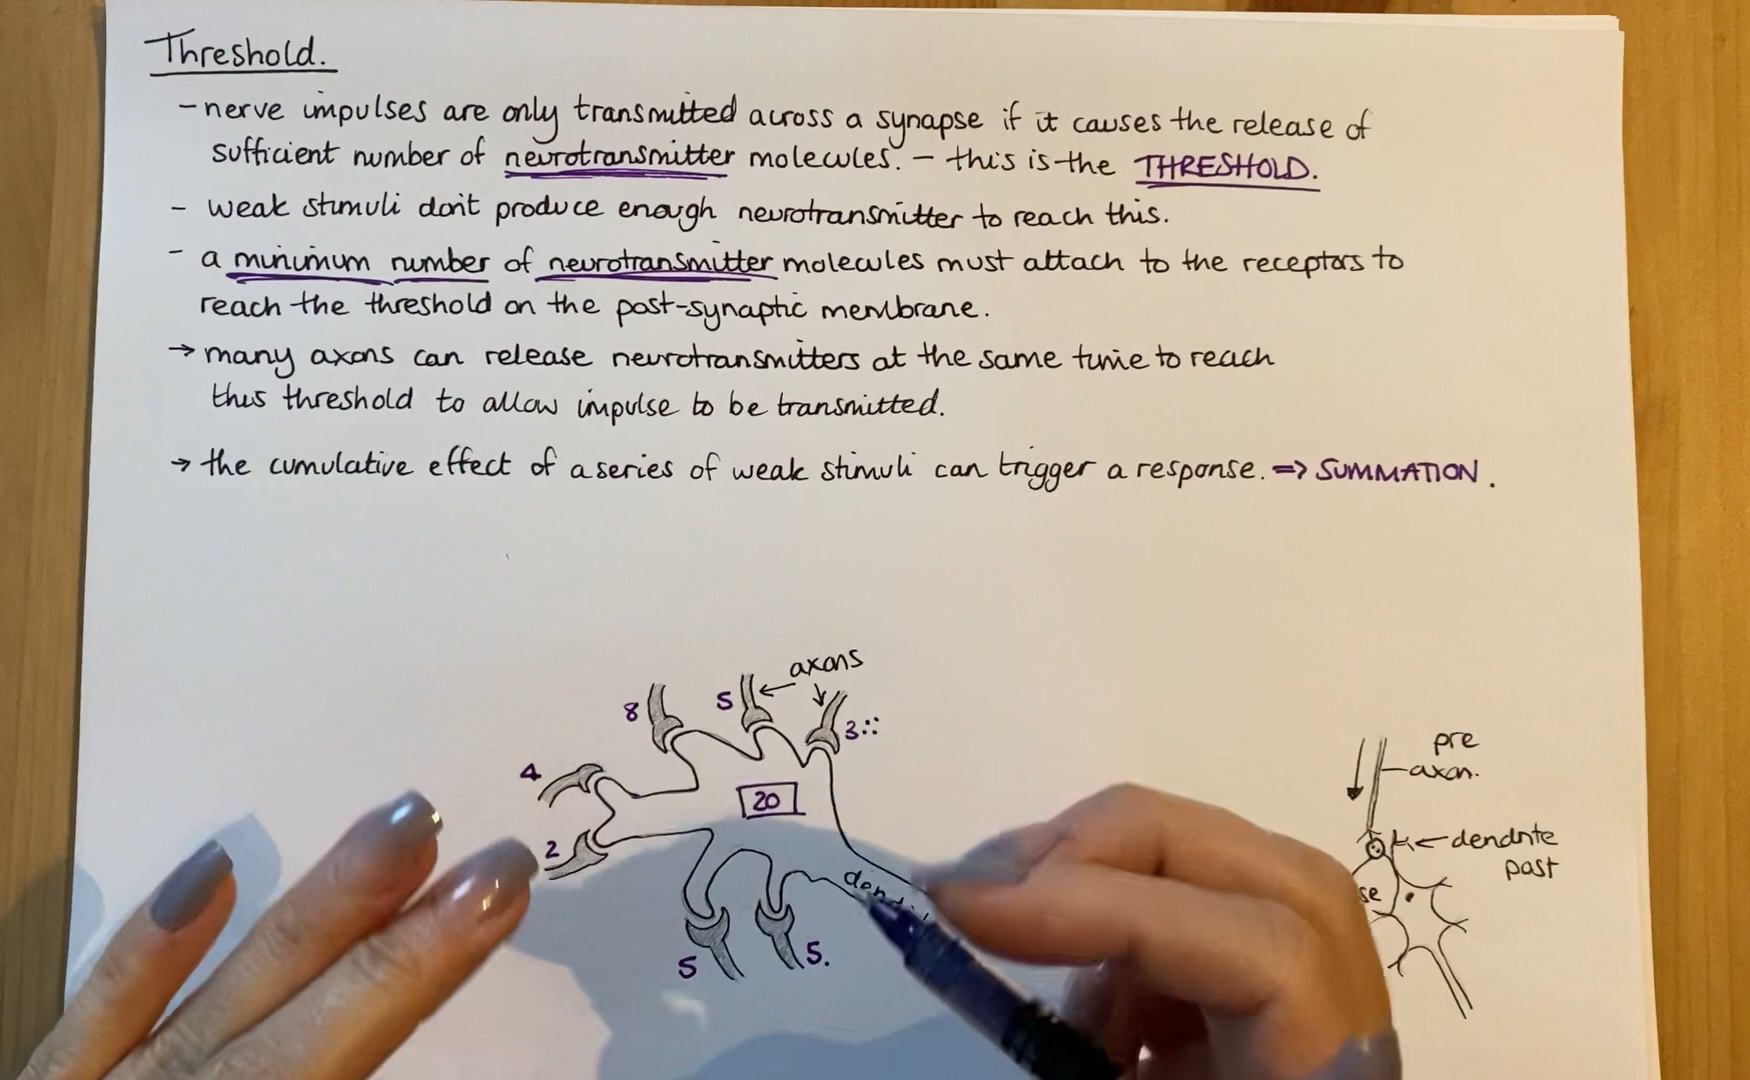 Threshold.
- nerve impulses are only transmitted across a synapse if it causes the release of
sufficient number of neurotransmitter molecules. - this is the THRESHOLD.
- weak stimuli don't produce enough neurotransmitter to reach this.
- a minimum number of neurotransmitter molecules must attach to the receptors to
reach the threshold on the post-synaptic membrane.
→ many axons can release neurotransmitters at the same time to reach
this threshold to allow impulse to be transmitted.
→ the cumulative effect of a series of weak stimuli can trigger a response. => SUMMATION.
axons
8
5
3
4
20
2
5
5.
pre
axon.
dendrite
post